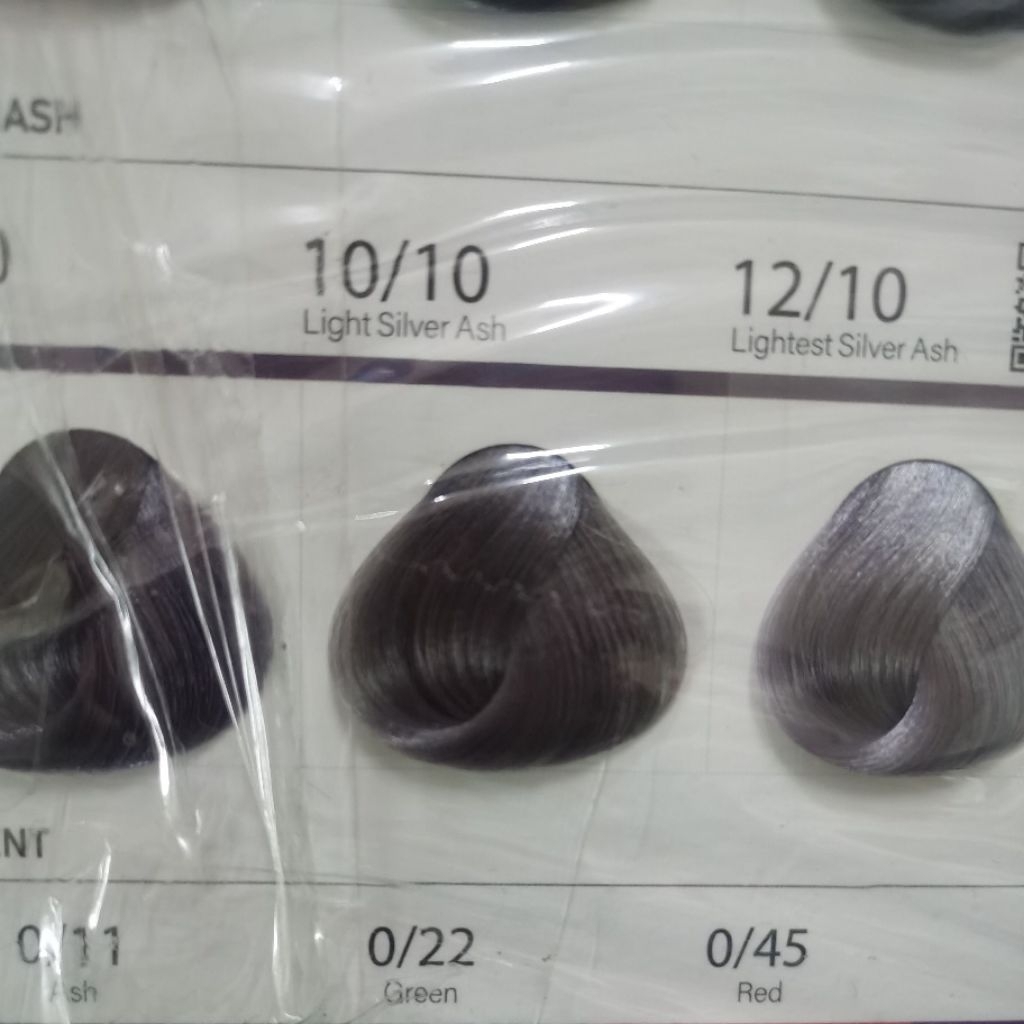 ASH
10/10
Light Silver Ash
12/10
Lightest Silver Ash
0/11
Ash
0/22
Green
0/45
Red